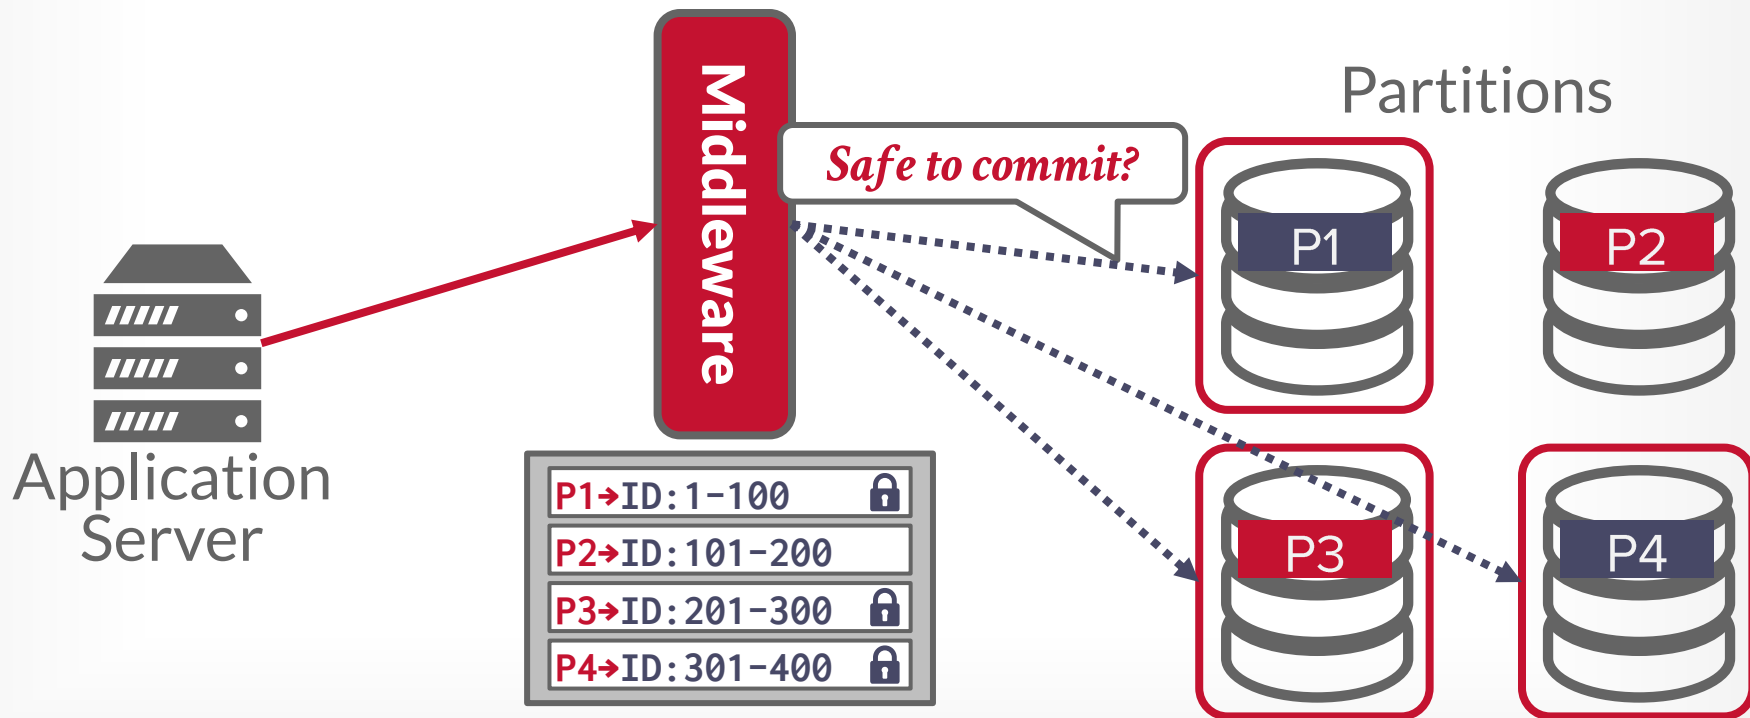 Middleware
Partitions
Safe to commit?
P1
P2
Application
Server
P1→ID:1-100
P2→ID:101-200
P3→ID:201-300
P4→ID:301-400
P3
P4